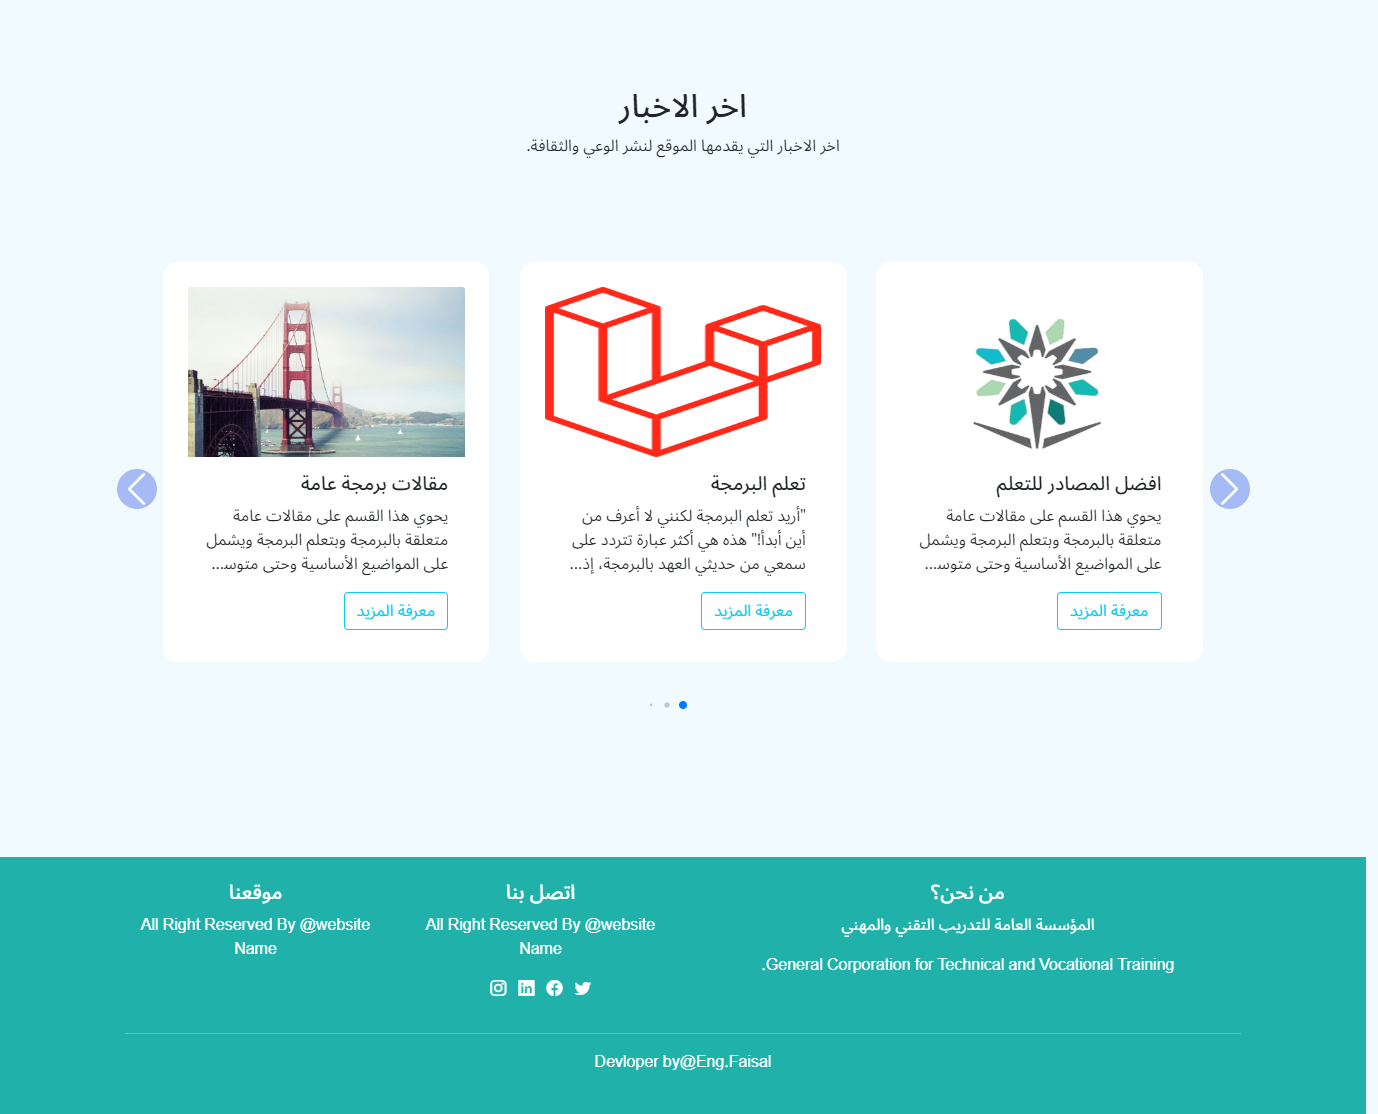 اخر الاخبار
اخر الاخبار التي يقدمها الموقع لنشر الوعي والثقافة.
افضل المصادر للتعلم
يحوي هذا القسم على مقالات عامة
متعلقة بالبرمجة وبتعلم البرمجة ويشمل
على المواضيع الأساسية وحتى متوسـ...
معرفة المزيد
تعلم البرمجة
"أريد تعلم البرمجة لكنني لا أعرف من
أين أبدأ!" هذه هي أكثر عبارة تتردد على
سمعي من حديثي العهد بالبرمجة، إذ...
معرفة المزيد
مقالات برمجة عامة
يحوي هذا القسم على مقالات عامة
متعلقة بالبرمجة وبتعلم البرمجة ويشمل
على المواضيع الأساسية وحتى متوسـ...
معرفة المزيد
من نحن؟
المؤسسة العامة للتدريب التقني والمهني
.General Corporation for Technical and Vocational Training
اتصل بنا
All Right Reserved By @website
Name
موقعنا
All Right Reserved By @website
Name
Devloper by@Eng.Faisal